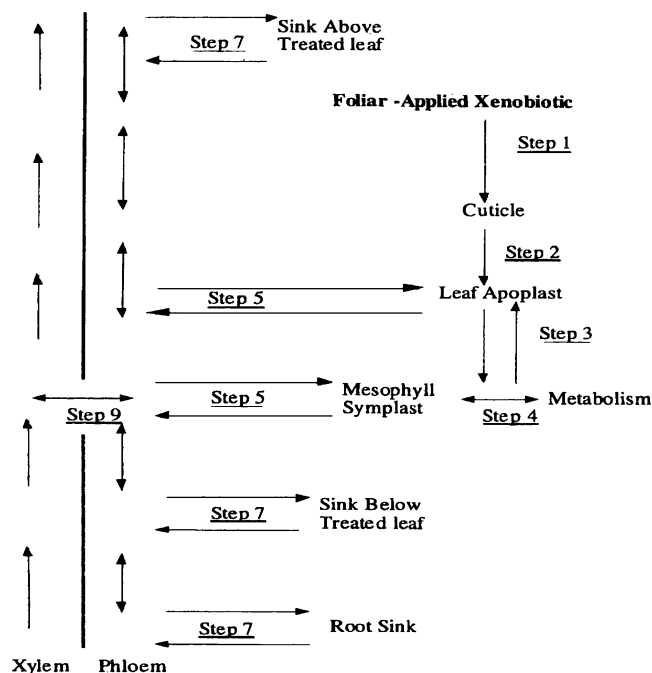 Sink Above
Treated leaf
Step 7
Foliar -Applied Xenobiotic
Step 1
Cuticle
Step 2
Leaf Apoplast
Step 5
Step 3
Mesophyll
Symplast
Step 5
Metabolism
Step 4
Step 9
Sink Below
Treated leaf
Step 7
Root Sink
Step 7
Xylem
Phloem